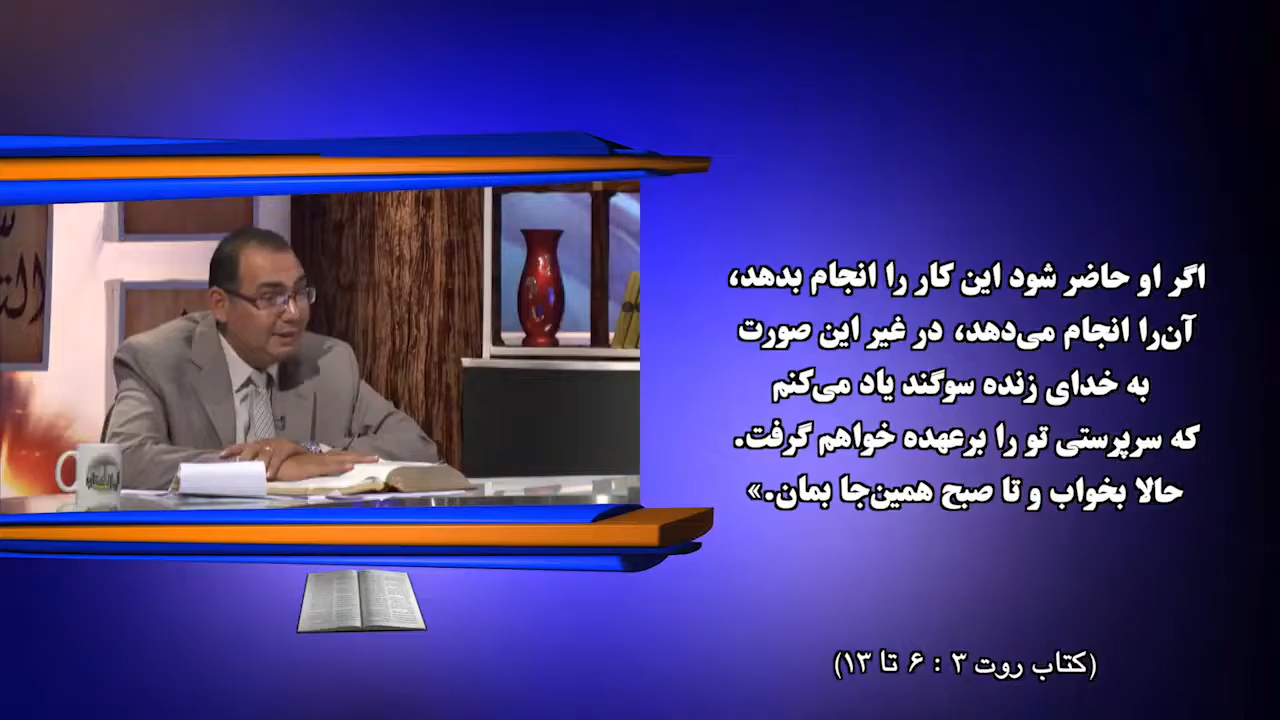 اگر او حاضر شود این کار را انجام بدهد،
آن‌را انجام می‌دهد، در غیر این صورت
به خدای زنده سوگند یاد می‌کنم
که سرپرستی تو را برعهده خواهم گرفت.
حالا بخواب و تا صبح همین‌جا بمان.»
(کتاب روت ۳ : ۶ تا ۱۳)